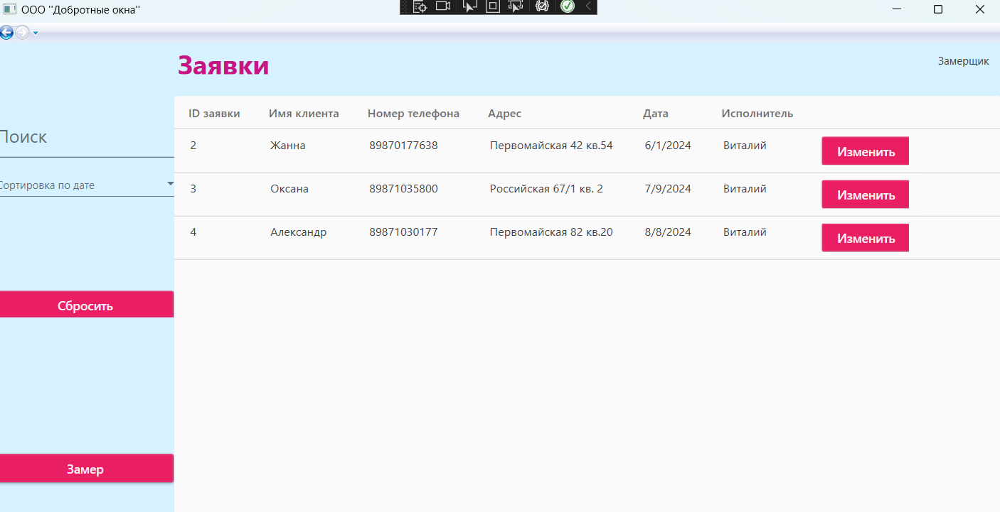 ООО "Добротные окна"
Заявки
Замерщик
Поиск
Сортировка по дате
Сбросить
Замер
ID заявки Имя клиента Номер телефона Адрес Дата Исполнитель
2 Жанна 89870177638 Первомайская 42 кв.54 6/1/2024 Виталий Изменить
3 Оксана 89871035800 Российская 67/1 кв. 2 7/9/2024 Виталий Изменить
4 Александр 89871030177 Первомайская 82 кв.20 8/8/2024 Виталий Изменить